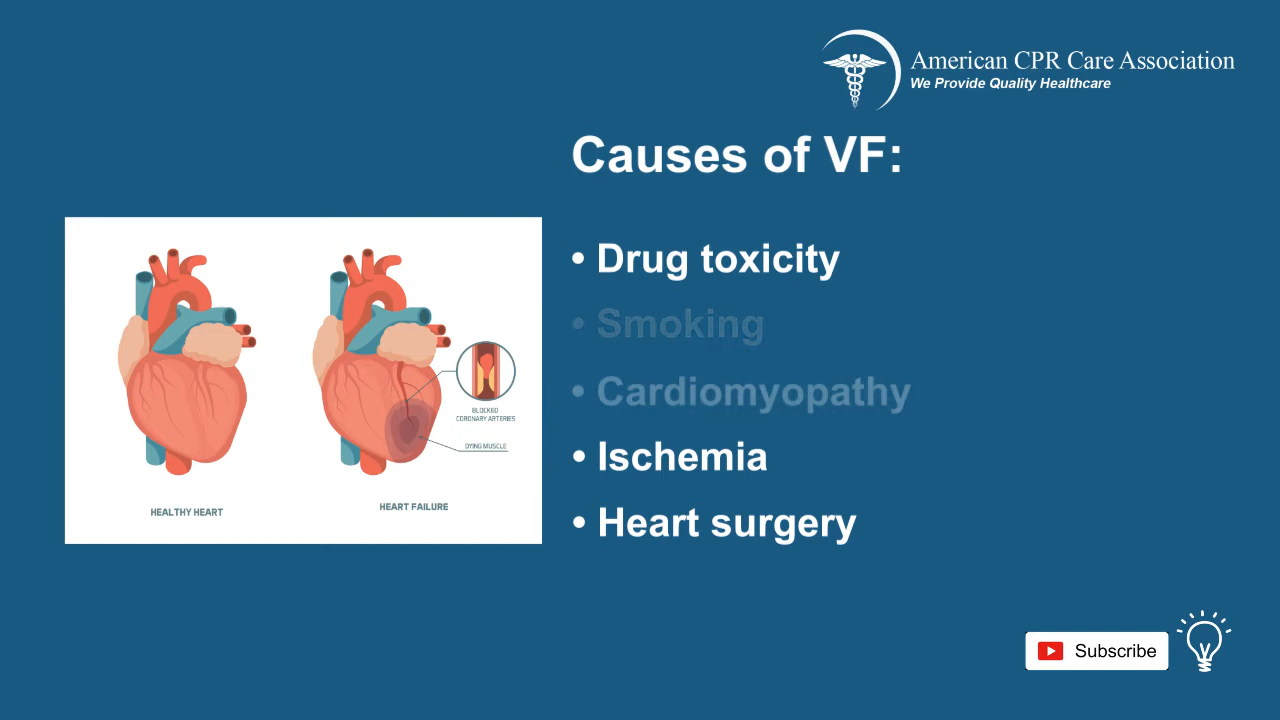 American CPR Care Association
We Provide Quality Healthcare
Causes of VF:
• Drug toxicity
• Smoking
• Cardiomyopathy
• Ischemia
• Heart surgery
BLOCKED
CORONARY ARTERIES
DYING MUSCLE
HEALTHY HEART
HEART FAILURE
Subscribe